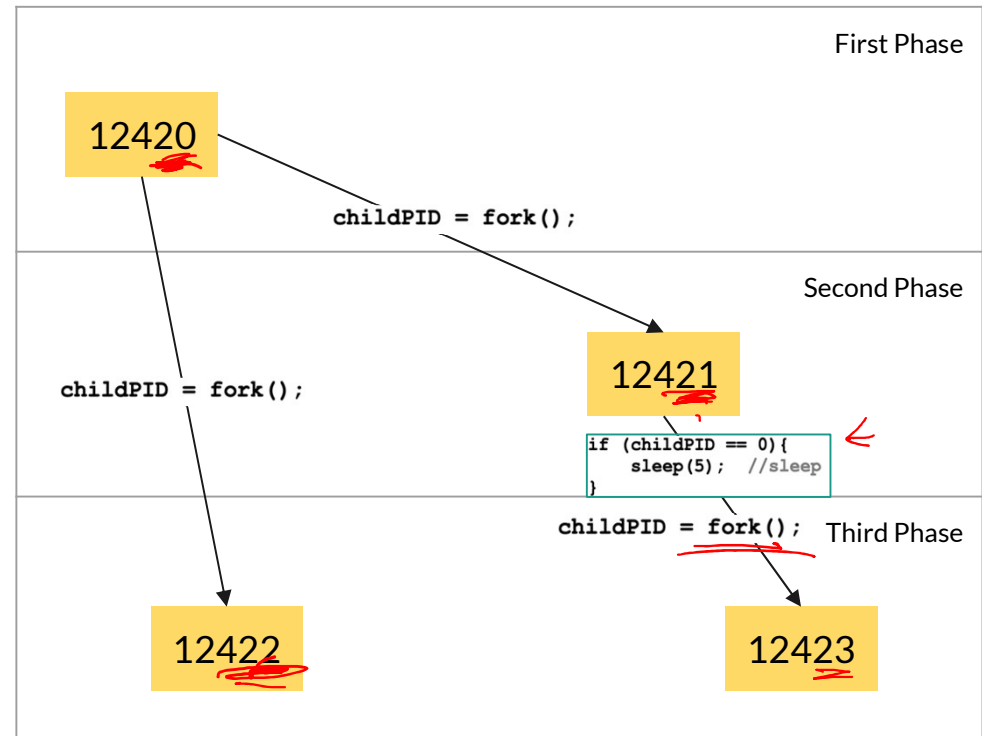 First Phase
12420
childPID = fork();
Second Phase
12421
childPID = fork();
if (childPID == 0){
    sleep(5);  //sleep
}
childPID = fork();
Third Phase
12422
12423